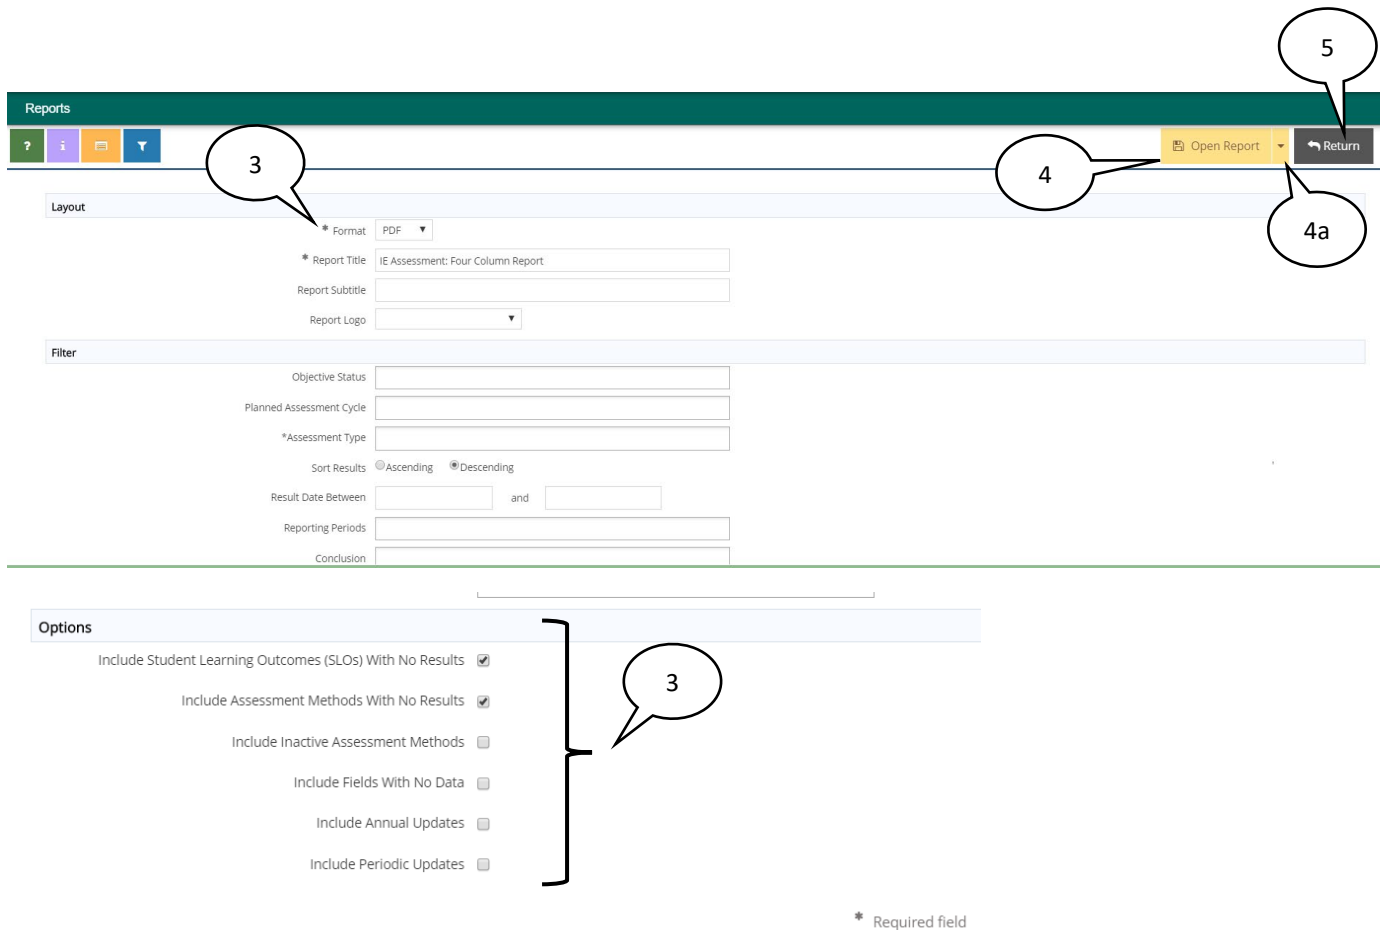 5
Reports
? i Open Report Return
3
4
4a
Layout
* Format PDF
* Report Title IE Assessment: Four Column Report
Report Subtitle
Report Logo
Filter
Objective Status
Planned Assessment Cycle
*Assessment Type
Sort Results Ascending Descending
Result Date Between and
Reporting Periods
Conclusion
Options
Include Student Learning Outcomes (SLOs) With No Results
3
Include Assessment Methods With No Results
Include Inactive Assessment Methods
Include Fields With No Data
Include Annual Updates
Include Periodic Updates
* Required field